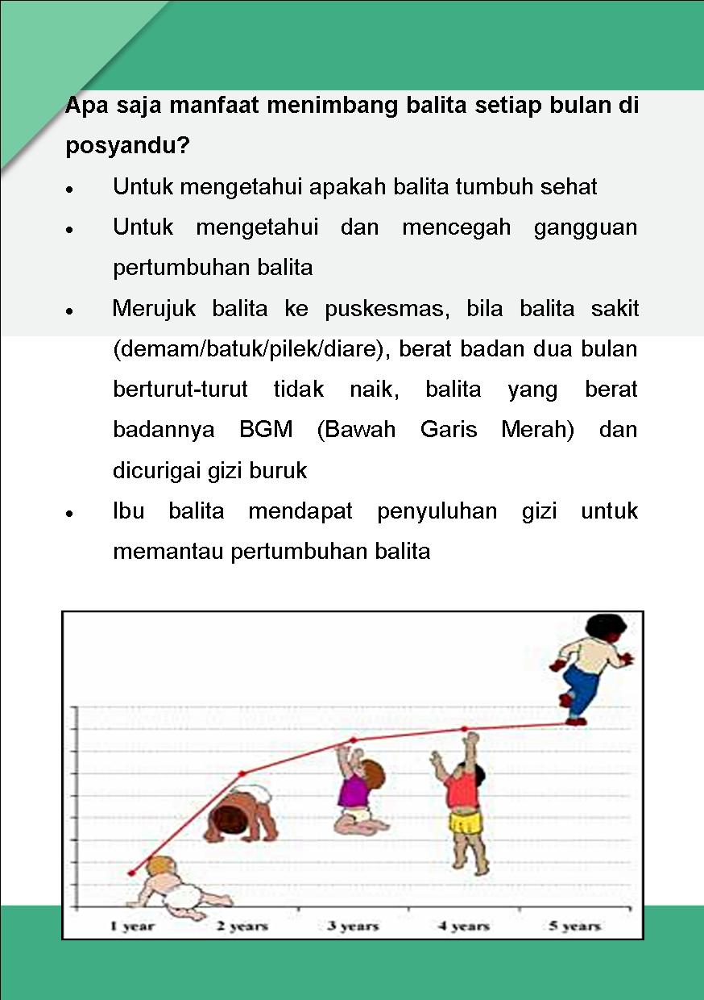 Apa saja manfaat menimbang balita setiap bulan di
posyandu?
• Untuk mengetahui apakah balita tumbuh sehat
• Untuk mengetahui dan mencegah gangguan
pertumbuhan balita
• Merujuk balita ke puskesmas, bila balita sakit
(demam/batuk/pilek/diare), berat badan dua bulan
berturut-turut tidak naik, balita yang berat
badannya BGM (Bawah Garis Merah) dan
dicurigai gizi buruk
• Ibu balita mendapat penyuluhan gizi untuk
memantau pertumbuhan balita
1 year 2 years 3 years 4 years 5 years